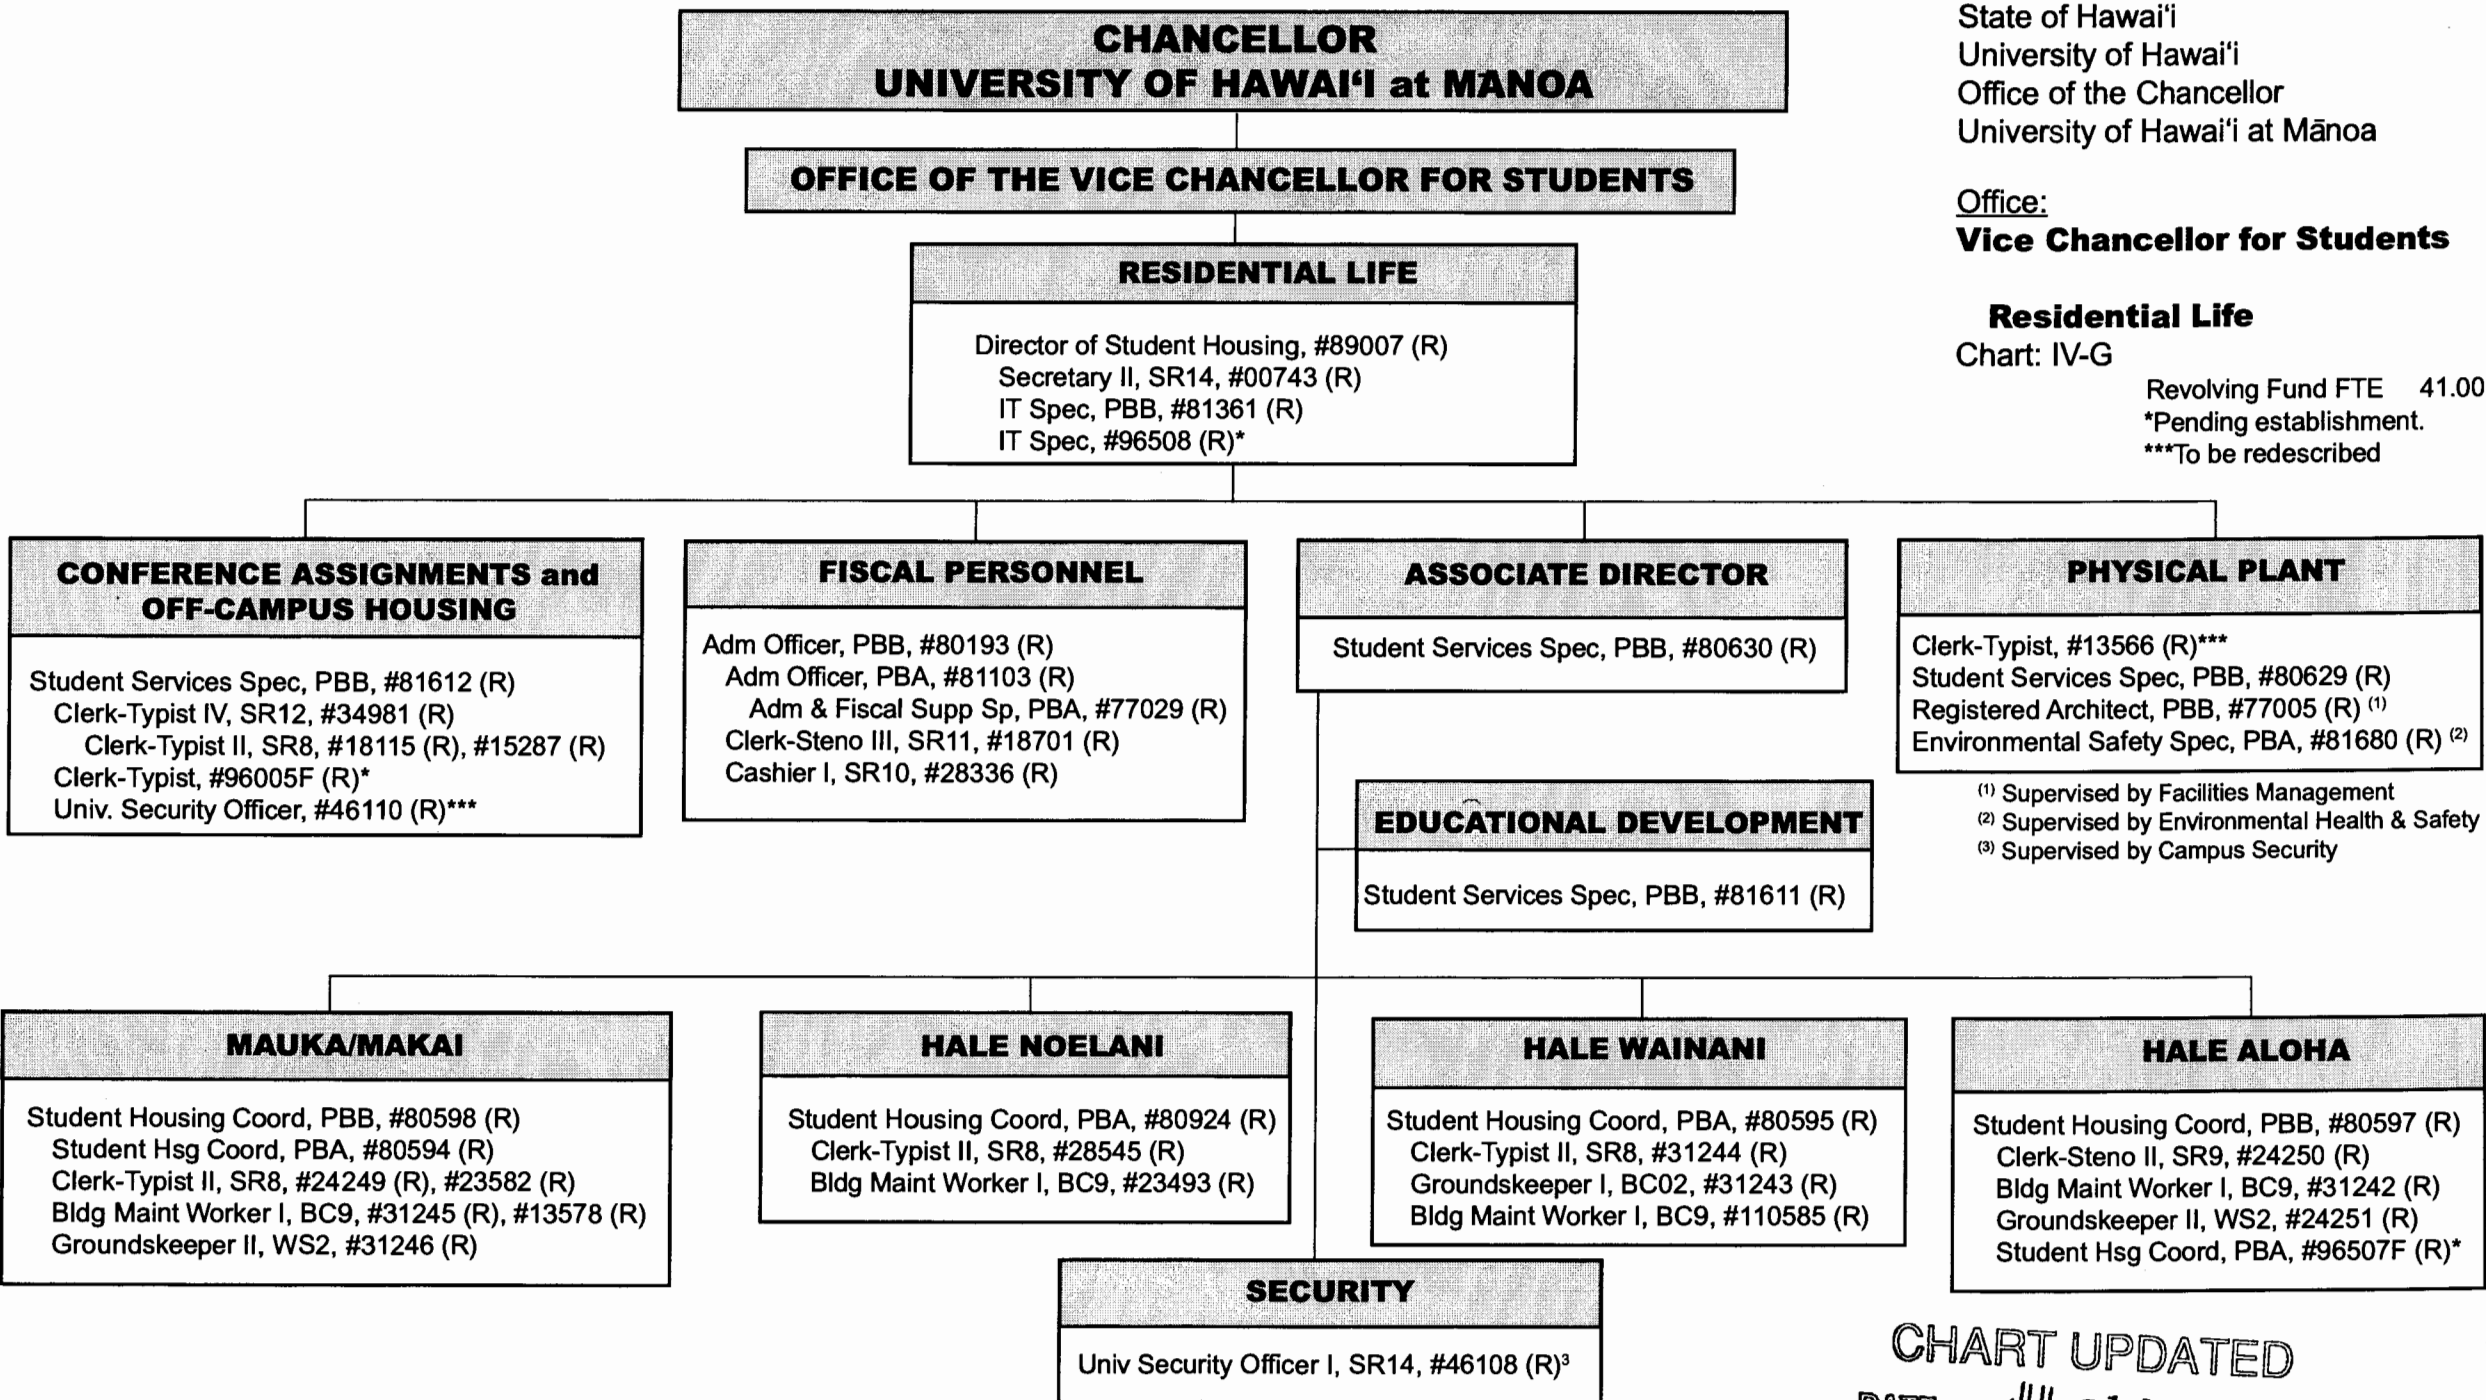 CHANCELLOR
UNIVERSITY OF HAWAI‘I at MĀNOA
OFFICE OF THE VICE CHANCELLOR FOR STUDENTS
State of Hawai‘i
University of Hawai‘i
Office of the Chancellor
University of Hawai‘i at Mānoa
Office:
Vice Chancellor for Students
Residential Life
Chart: IV-G
Revolving Fund FTE 41.00
*Pending establishment.
***To be redescribed
RESIDENTIAL LIFE
Director of Student Housing, #89007 (R)
Secretary II, SR14, #00743 (R)
IT Spec, PBB, #81361 (R)
IT Spec, #96508 (R)*
CONFERENCE ASSIGNMENTS and
OFF-CAMPUS HOUSING
Student Services Spec, PBB, #81612 (R)
Clerk-Typist IV, SR12, #34981 (R)
Clerk-Typist II, SR8, #18115 (R), #15287 (R)
Clerk-Typist, #96005F (R)*
Univ. Security Officer, #46110 (R)***
FISCAL PERSONNEL
Adm Officer, PBB, #80193 (R)
Adm Officer, PBA, #81103 (R)
Adm & Fiscal Supp Sp, PBA, #77029 (R)
Clerk-Steno III, SR11, #18701 (R)
Cashier I, SR10, #28336 (R)
ASSOCIATE DIRECTOR
Student Services Spec, PBB, #80630 (R)
PHYSICAL PLANT
Clerk-Typist, #13566 (R)***
Student Services Spec, PBB, #80629 (R)
Registered Architect, PBB, #77005 (R) (1)
Environmental Safety Spec, PBA, #81680 (R) (2)
(1) Supervised by Facilities Management
(2) Supervised by Environmental Health & Safety
(3) Supervised by Campus Security
EDUCATIONAL DEVELOPMENT
Student Services Spec, PBB, #81611 (R)
MAUKA/MAKAI
Student Housing Coord, PBB, #80598 (R)
Student Hsg Coord, PBA, #80594 (R)
Clerk-Typist II, SR8, #24249 (R), #23582 (R)
Bldg Maint Worker I, BC9, #31245 (R), #13578 (R)
Groundskeeper II, WS2, #31246 (R)
HALE NOELANI
Student Housing Coord, PBA, #80924 (R)
Clerk-Typist II, SR8, #28545 (R)
Bldg Maint Worker I, BC9, #23493 (R)
HALE WAINANI
Student Housing Coord, PBA, #80595 (R)
Clerk-Typist II, SR8, #31244 (R)
Groundskeeper I, BC02, #31243 (R)
Bldg Maint Worker I, BC9, #110585 (R)
HALE ALOHA
Student Housing Coord, PBB, #80597 (R)
Clerk-Steno II, SR9, #24250 (R)
Bldg Maint Worker I, BC9, #31242 (R)
Groundskeeper II, WS2, #24251 (R)
Student Hsg Coord, PBA, #96507F (R)*
SECURITY
Univ Security Officer I, SR14, #46108 (R)3
CHART UPDATED